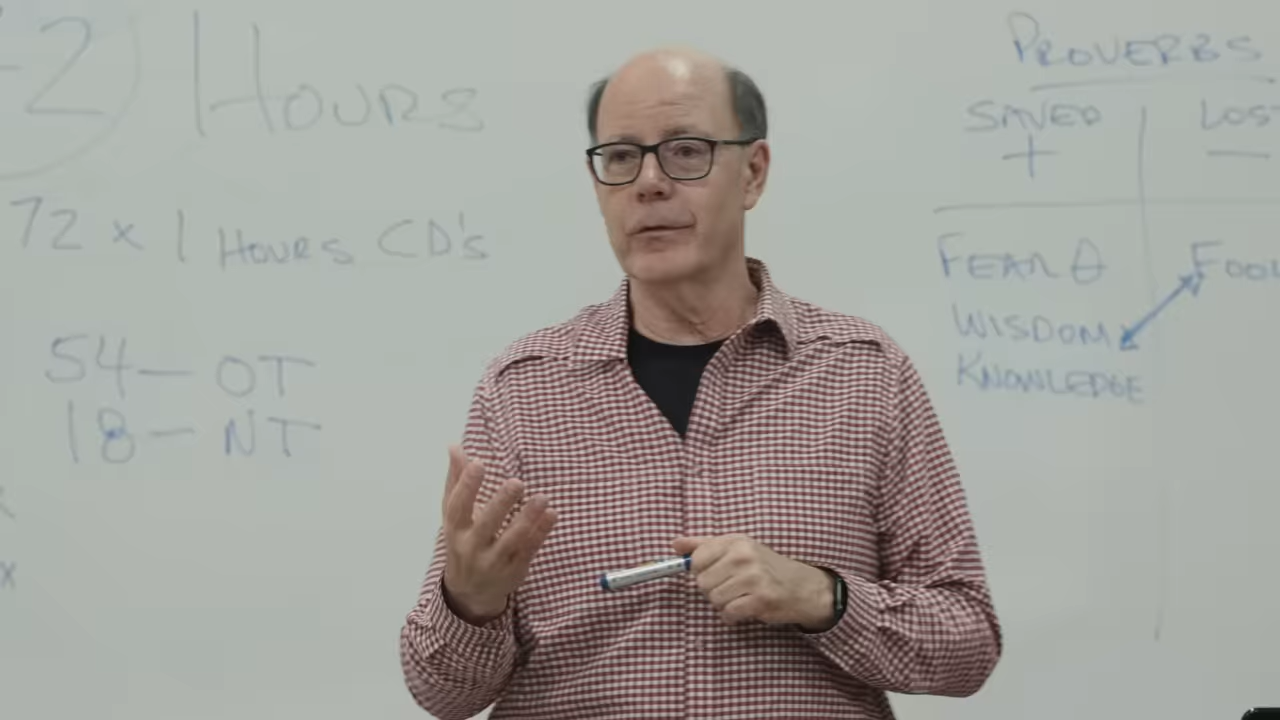 -2 HOURS
72 x 1 HOURS CD'S
54 — OT
18 — NT
x
PROVERBS
SAVED
+
—
FEAR θ
WISDOM
KNOWLEDGE